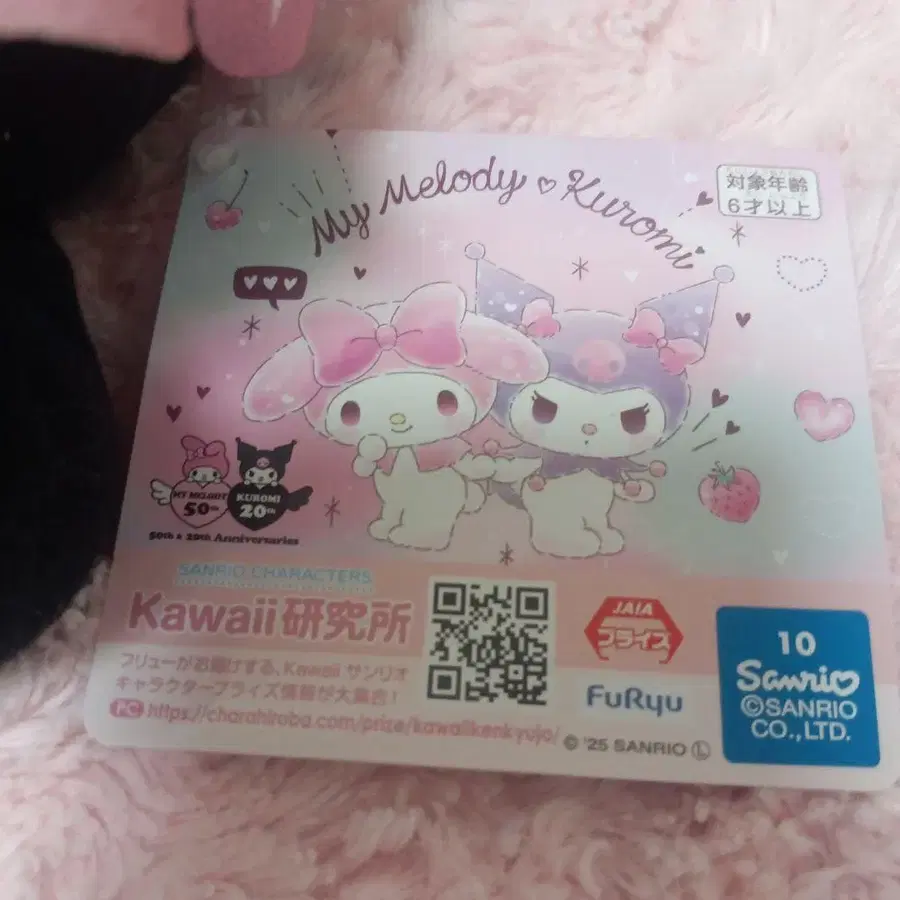 My Melody ♡ Kuromi
対象年齢
6才以上
MY MELODY
50th
KUROMI
20th
50th & 20th Anniversaries
SANRIO CHARACTERS
Kawaii研究所
フリューがお届けする、Kawaii サンリオ
キャラクタープライズ情報が大集合！
PC https://charahiroba.com/prize/kawaiikenkyujo/
JAIA
プライズ
FuRyu
© '25 SANRIO Ⓛ
10
Sanrio
©SANRIO
CO.,LTD.